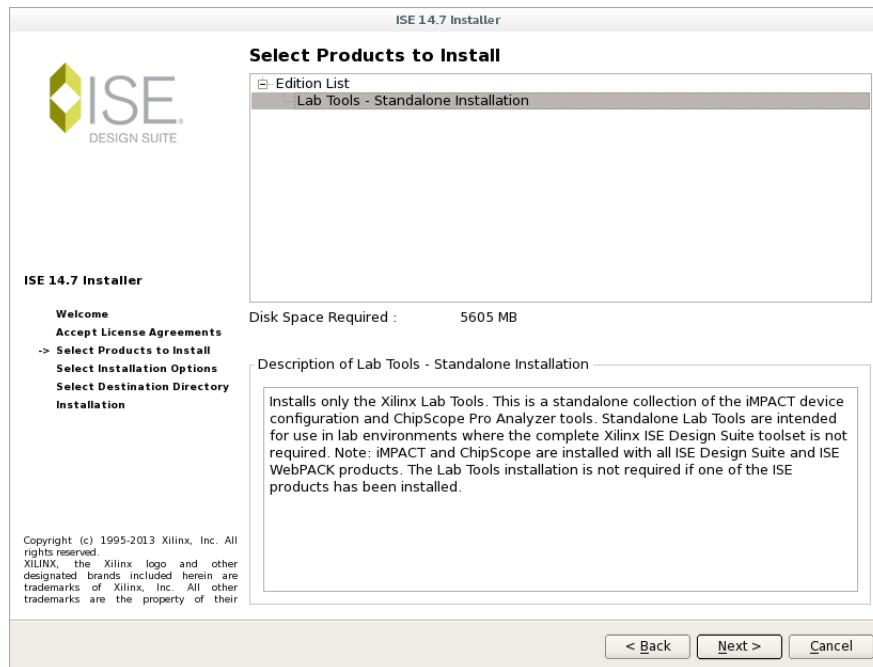 ISE 14.7 Installer
ISE.
DESIGN SUITE
ISE 14.7 Installer
Welcome
Accept License Agreements
-> Select Products to Install
Select Installation Options
Select Destination Directory
Installation
Copyright (c) 1995-2013 Xilinx, Inc. All
rights reserved.
XILINX, the Xilinx logo and other
designated brands included herein are
trademarks of Xilinx, Inc. All other
trademarks are the property of their
Select Products to Install
Edition List
Lab Tools - Standalone Installation
Disk Space Required : 5605 MB
Description of Lab Tools - Standalone Installation
Installs only the Xilinx Lab Tools. This is a standalone collection of the iMPACT device
configuration and ChipScope Pro Analyzer tools. Standalone Lab Tools are intended
for use in lab environments where the complete Xilinx ISE Design Suite toolset is not
required. Note: iMPACT and ChipScope are installed with all ISE Design Suite and ISE
WebPACK products. The Lab Tools installation is not required if one of the ISE
products has been installed.
< Back
Next >
Cancel